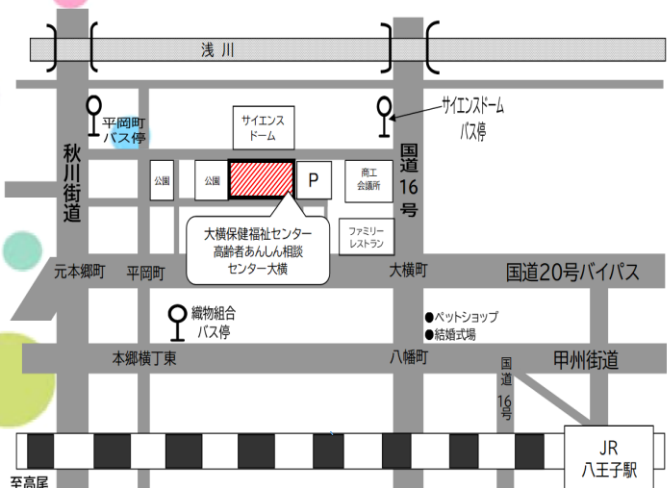 浅川
サイエンスドーム
バス停
平岡町
バス停
サイエンス
ドーム
秋川街道
国道16号
公園
公園
P
商工
会議所
大横保健福祉センター
高齢者あんしん相談
センター大横
ファミリー
レストラン
元本郷町
平岡町
大横町
国道20号バイパス
織物組合
バス停
●ペットショップ
●結婚式場
本郷横丁東
八幡町
国道16号
甲州街道
JR
八王子駅
至高尾